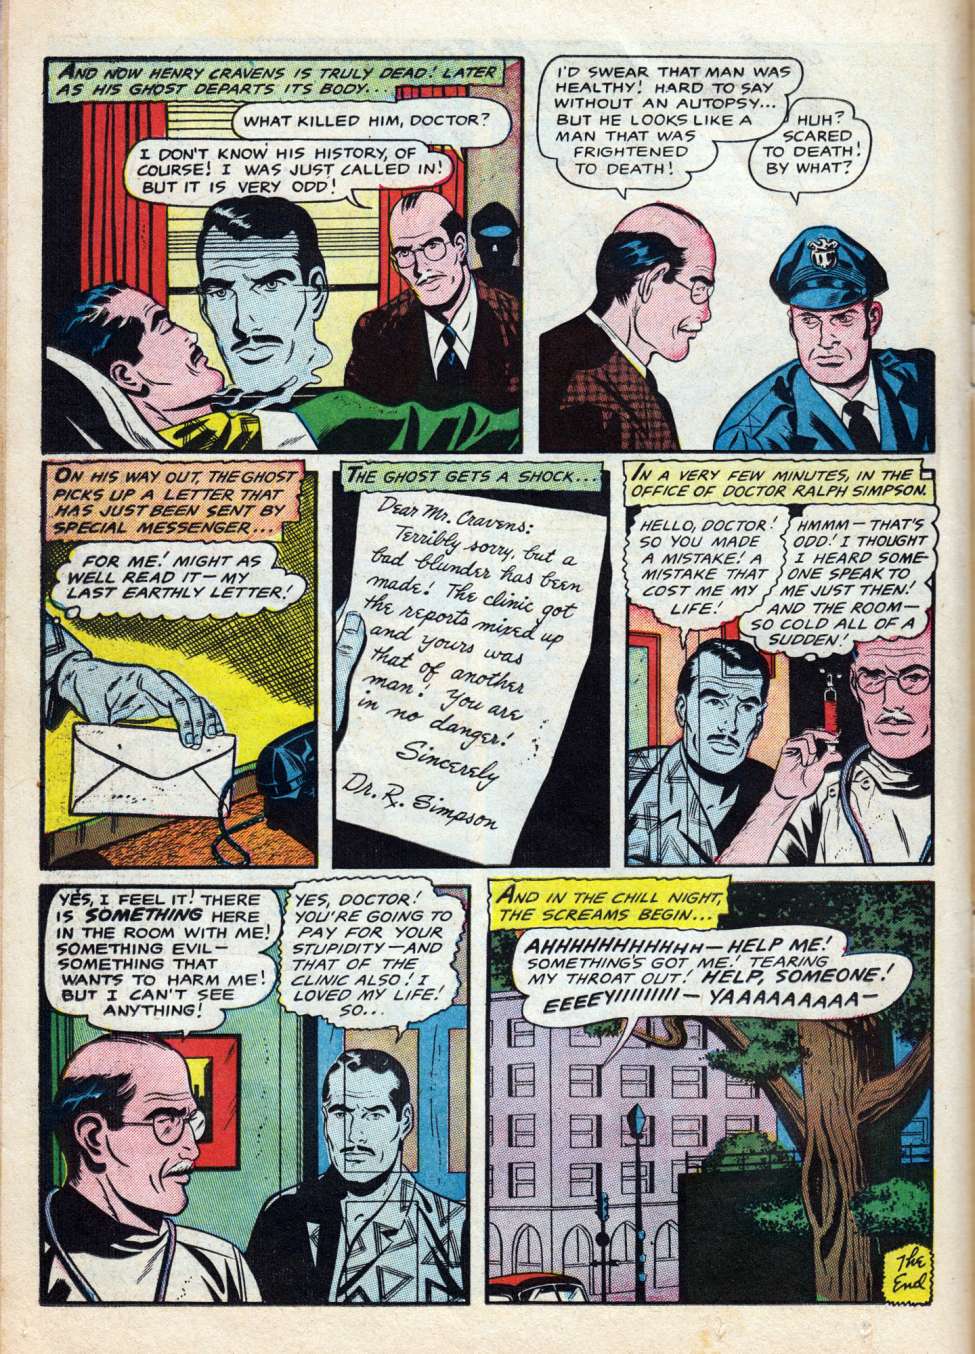 AND NOW HENRY CRAVENS IS TRULY DEAD! LATER
AS HIS GHOST DEPARTS ITS BODY...
WHAT KILLED HIM, DOCTOR?
I DON'T KNOW HIS HISTORY, OF
COURSE! I WAS JUST CALLED IN!
BUT IT IS VERY ODD!
I'D SWEAR THAT MAN WAS
HEALTHY! HARD TO SAY
WITHOUT AN AUTOPSY...
BUT HE LOOKS LIKE A
MAN THAT WAS
FRIGHTENED
TO DEATH!
HUH?
SCARED
TO DEATH!
BY WHAT?
ON HIS WAY OUT, THE GHOST
PICKS UP A LETTER THAT
HAS JUST BEEN SENT BY
SPECIAL MESSENGER...
FOR ME! MIGHT AS
WELL READ IT—MY
LAST EARTHLY LETTER!
THE GHOST GETS A SHOCK...
Dear Mr. Cravens:
Terribly sorry, but a
bad blunder has been
made! The clinic got
the reports mixed up
and yours was
that of another
man! You are
in no danger!
Sincerely
Dr. R. Simpson
IN A VERY FEW MINUTES, IN THE
OFFICE OF DOCTOR RALPH SIMPSON.
HELLO, DOCTOR!
SO YOU MADE
A MISTAKE! A
MISTAKE THAT
COST ME MY
LIFE!
HMMM—THAT'S
ODD! I THOUGHT
I HEARD SOME-
ONE SPEAK TO
ME JUST THEN!
AND THE ROOM—
SO COLD ALL OF A
SUDDEN!
YES, I FEEL IT! THERE
IS SOMETHING HERE
IN THE ROOM WITH ME!
SOMETHING EVIL—
SOMETHING THAT
WANTS TO HARM ME!
BUT I CAN'T SEE
ANYTHING!
YES, DOCTOR!
YOU'RE GOING TO
PAY FOR YOUR
STUPIDITY—AND
THAT OF THE
CLINIC ALSO! I
LOVED MY LIFE!
SO...
AND IN THE CHILL NIGHT,
THE SCREAMS BEGIN...
AHHHHHHHHHHH—HELP ME!
SOMETHING'S GOT ME! TEARING
MY THROAT OUT! HELP, SOMEONE!
EEEEYIIIIIIIII—YAAAAAAAAA—
The
End